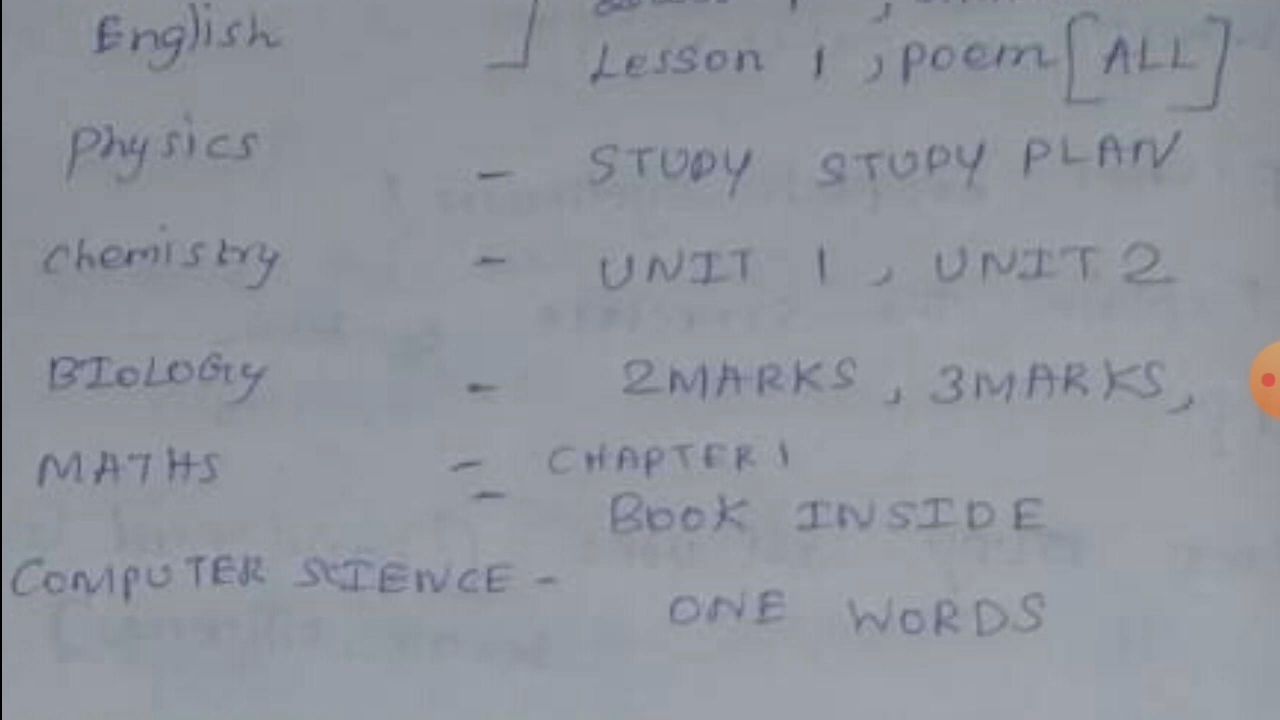 English
Lesson 1 , poem [ALL]
Physics - STUDY STUDY PLAN
chemistry - UNIT 1 , UNIT 2
BIOLOGY - 2MARKS , 3MARKS,
MATHS - CHAPTER 1
- BOOK INSIDE
COMPUTER SCIENCE -
ONE WORDS